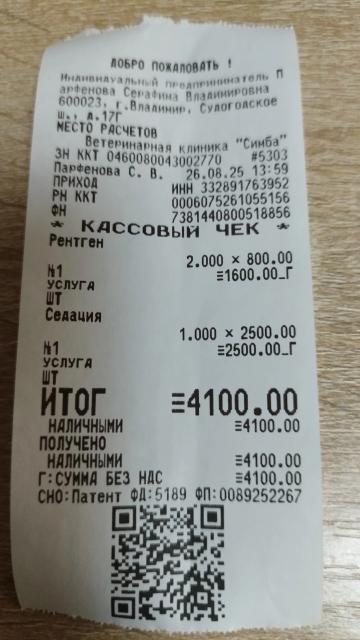 ДОБРО ПОЖАЛОВАТЬ !
Индивидуальный предприниматель П
арфенова Серафина Владимировна
600023, г.Владимир, Судогодское
ш., д.17Г
МЕСТО РАСЧЕТОВ
Ветеринарная клиника "Симба"
ЗН ККТ 0460080043002770 #5303
Парфенова С. В. 26.08.25 13:59
ПРИХОД ИНН 332891763952
РН ККТ 0006075261055156
ФН 7381440800518856
* КАССОВЫЙ ЧЕК *
Рентген
2.000 × 800.00
№1 ≡1600.00_Г
УСЛУГА
ШТ
Седация
1.000 × 2500.00
№1 ≡2500.00_Г
УСЛУГА
ШТ
ИТОГ ≡4100.00
НАЛИЧНЫМИ ≡4100.00
ПОЛУЧЕНО
НАЛИЧНЫМИ ≡4100.00
Г:СУММА БЕЗ НДС ≡4100.00
СНО:Патент ФД:5189 ФП:0089252267